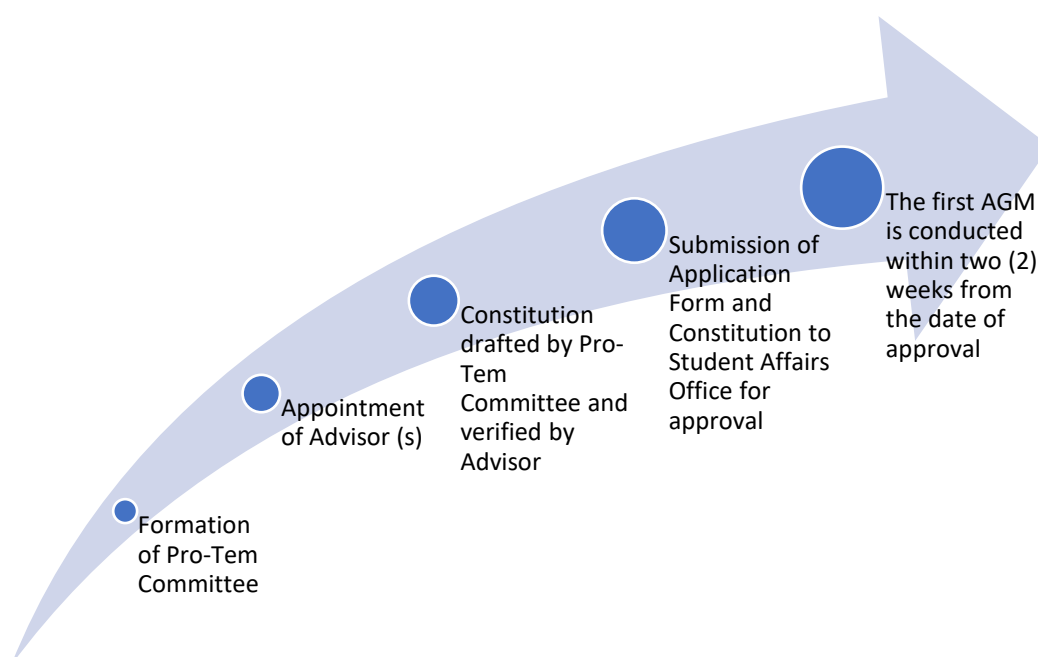 Formation
of Pro-Tem
Committee
Appointment
of Advisor (s)
Constitution
drafted by Pro-
Tem
Committee and
verified by
Advisor
Submission of
Application
Form and
Constitution to
Student Affairs
Office for
approval
The first AGM
is conducted
within two (2)
weeks from
the date of
approval